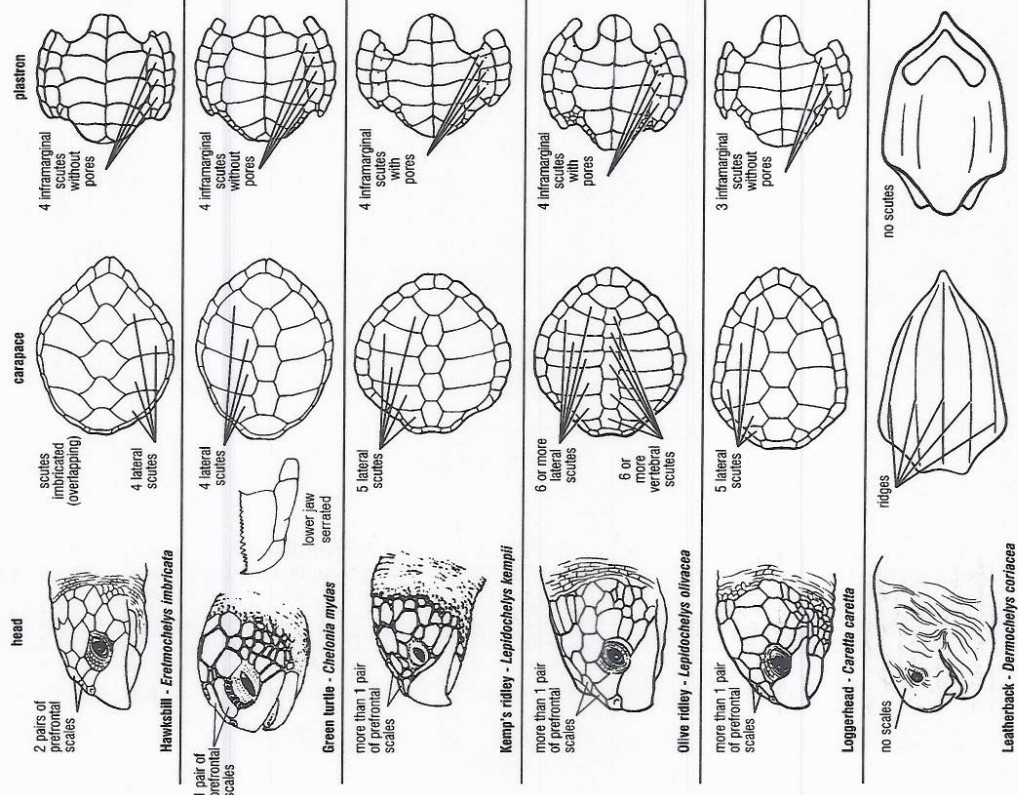 head
carapace
plastron
2 pairs of
prefrontal
scales
scutes
imbricated
(overlapping)
4 lateral
scutes
4 inframarginal
scutes
without
pores
Hawksbill - Eretmochelys imbricata
1 pair of
prefrontal
scales
lower jaw
serrated
4 lateral
scutes
4 inframarginal
scutes
without
pores
Green turtle - Chelonia mydas
more than 1 pair
of prefrontal
scales
5 lateral
scutes
4 inframarginal
scutes
with
pores
Kemp's ridley - Lepidochelys kempii
more than 1 pair
of prefrontal
scales
6 or more
lateral
scutes
6 or
more
vertebral
scutes
4 inframarginal
scutes
with
pores
Olive ridley - Lepidochelys olivacea
more than 1 pair
of prefrontal
scales
5 lateral
scutes
3 inframarginal
scutes
without
pores
Loggerhead - Caretta caretta
no scales
ridges
no scutes
Leatherback - Dermochelys coriacea